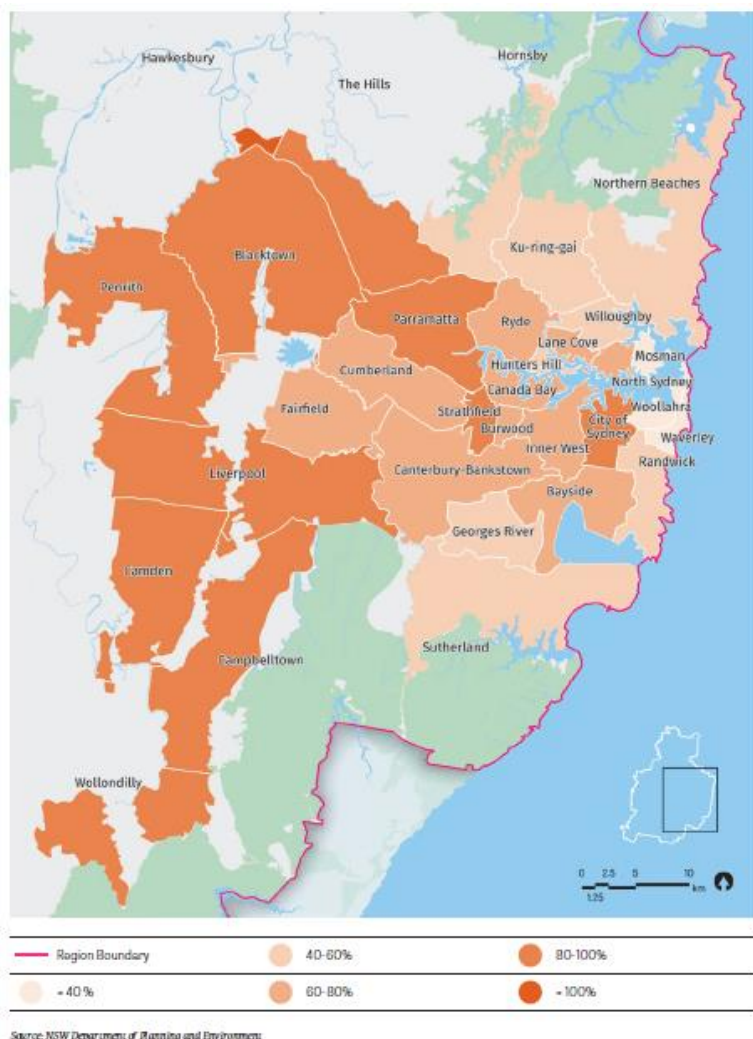 Hawkesbury
Hornsby
The Hills
Northern Beaches
Ku-ring-gai
Blacktown
Penrith
Parramatta
Ryde
Willoughby
Lane Cove
Mosman
Hunters Hill
Cumberland
North Sydney
Canada Bay
Fairfield
Strathfield
Woollahra
City of
Sydney
Burwood
Waverley
Inner West
Randwick
Liverpool
Canterbury-Bankstown
Bayside
Georges River
Camden
Sutherland
Campbelltown
Wollondilly
0 2.5 5 10
1.25
km
Region Boundary
40-60%
80-100%
<40%
60-80%
>100%
Source: NSW Department of Planning and Environment